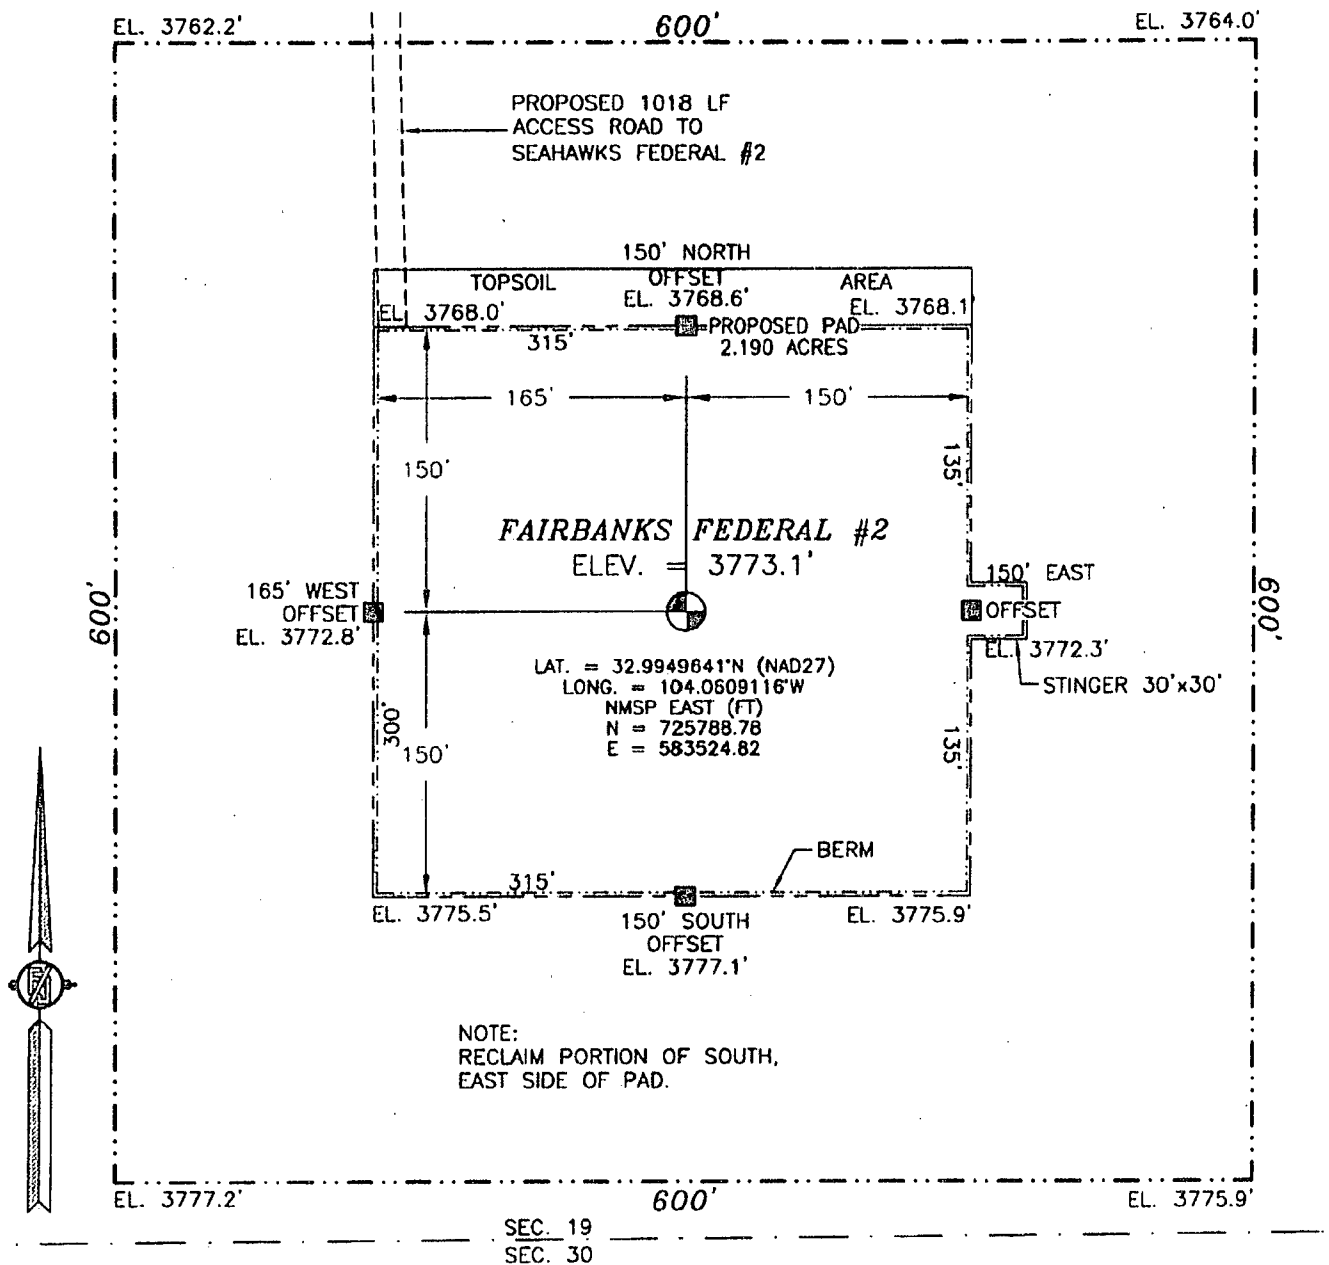 EL. 3762.2'
600'
EL. 3764.0'
PROPOSED 1018 LF
ACCESS ROAD TO
SEAHAWKS FEDERAL #2
150' NORTH
OFFSET
EL. 3768.6'
TOPSOIL
AREA
EL. 3768.0'
EL. 3768.1'
315'
PROPOSED PAD
2.190 ACRES
165'
150'
150'
135'
FAIRBANKS FEDERAL #2
ELEV. = 3773.1'
600'
165' WEST
OFFSET
EL. 3772.8'
150' EAST
OFFSET
EL. 3772.3'
600'
STINGER 30'x30'
LAT. = 32.9949641°N (NAD27)
LONG. = 104.0609116°W
NMSP EAST (FT)
N = 725788.78
E = 583524.82
300'
150'
135'
BERM
315'
EL. 3775.5'
150' SOUTH
OFFSET
EL. 3777.1'
EL. 3775.9'
NOTE:
RECLAIM PORTION OF SOUTH,
EAST SIDE OF PAD.
EL. 3777.2'
600'
EL. 3775.9'
SEC. 19
SEC. 30